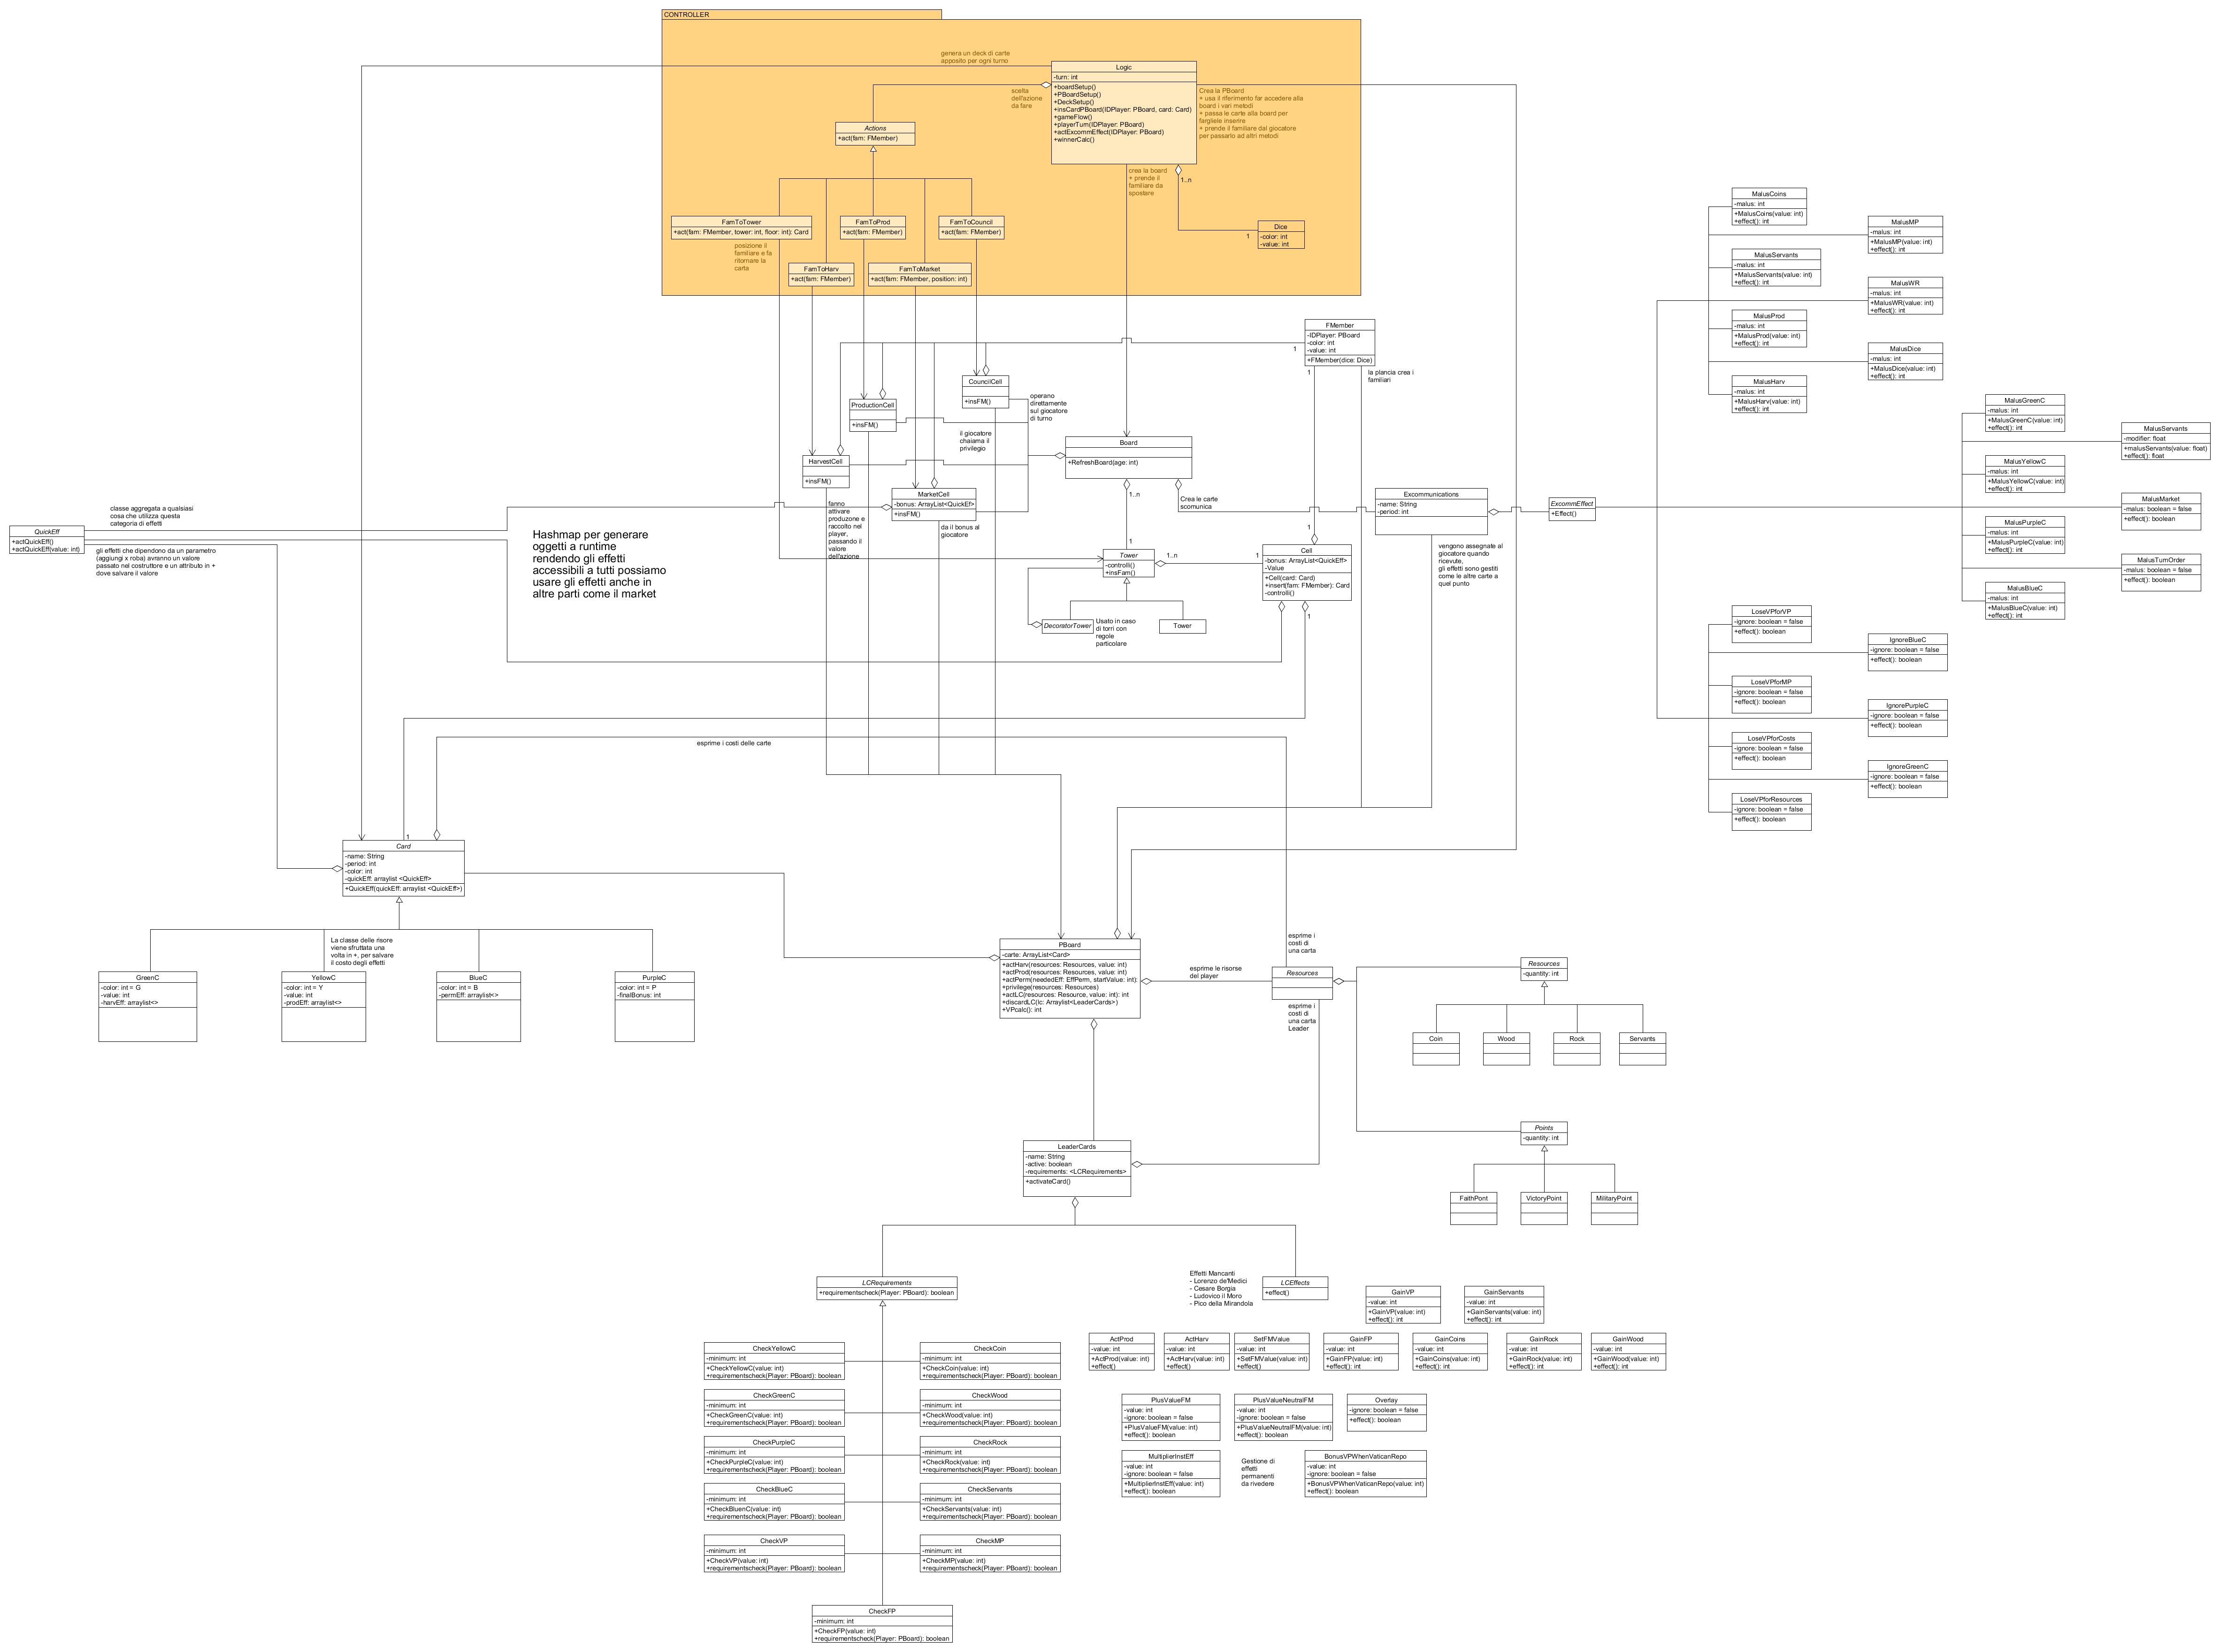 CONTROLLER
genera un deck di carte
apposito per ogni turno
Logic
-turn: int
+boardSetup()
+PBoardSetup()
+DeckSetup()
+insCardPBoard(IDPlayer: PBoard, card: Card)
+gameFlow()
+playerTurn(IDPlayer: PBoard)
+actExcommEffect(IDPlayer: PBoard)
+winnerCalc()
scelta
dell'azione
da fare
Crea la PBoard
+ usa il riferimento far accedere alla
board i vari metodi
+ passa le carte alla board per
fargliele inserire
+ prende il familiare dal giocatore
per passarlo ad altri metodi
Actions
+act(fam: FMember)
crea la board
+ prende il
familiare da
spostare
1..n
1
FamToTower
+act(fam: FMember, tower: int, floor: int): Card
FamToProd
+act(fam: FMember)
FamToCouncil
+act(fam: FMember)
Dice
-color: int
-value: int
posizione il
familiare e fa
ritornare la
carta
FamToHarv
+act(fam: FMember)
FamToMarket
+act(fam: FMember, position: int)
FMember
-IDPlayer: PBoard
-color: int
-value: int
+FMember(dice: Dice)
1
1
la plancia crea i
familiari
CouncilCell
+insFM()
ProductionCell
+insFM()
operano
direttamente
sul giocatore
di turno
il giocatore
chaiama il
privilegio
Board
+RefreshBoard(age: int)
HarvestCell
+insFM()
MarketCell
-bonus: ArrayList<QuickEf>
+insFM()
fanno
attivare
produzone e
raccolto nel
player,
passando il
valore
dell'azione
da il bonus al
giocatore
1..n
1
Crea le carte
scomunica
Excommunications
-name: String
-period: int
ExcommEffect
+Effect()
vengono assegnate al
giocatore quando
ricevute,
gli effetti sono gestiti
come le altre carte a
quel punto
Tower
-controlli()
+insFam()
1..n
1
1
Cell
-bonus: ArrayList<QuickEff>
-Value
+Cell(card: Card)
+insert(fam: FMember): Card
-controlli()
1
DecoratorTower
Usato in caso
di torri con
regole
particolare
Tower
classe aggregata a qualsiasi
cosa che utilizza questa
categoria di effetti
QuickEff
+actQuickEff()
+actQuickEff(value: int)
gli effetti che dipendono da un parametro
(aggiungi x roba) avranno un valore
passato nel costruttore e un attributo in +
dove salvare il valore
Hashmap per generare
oggetti a runtime
rendendo gli effetti
accessibili a tutti possiamo
usare gli effetti anche in
altre parti come il market
esprime i costi delle carte
MalusCoins
-malus: int
+MalusCoins(value: int)
+effect(): int
MalusMP
-malus: int
+MalusMP(value: int)
+effect(): int
MalusServants
-malus: int
+MalusServants(value: int)
+effect(): int
MalusWR
-malus: int
+MalusWR(value: int)
+effect(): int
MalusProd
-malus: int
+MalusProd(value: int)
+effect(): int
MalusDice
-malus: int
+MalusDice(value: int)
+effect(): int
MalusHarv
-malus: int
+MalusHarv(value: int)
+effect(): int
MalusGreenC
-malus: int
+MalusGreenC(value: int)
+effect(): int
MalusServants
-modifier: float
+malusServants(value: float)
+effect(): float
MalusYellowC
-malus: int
+MalusYellowC(value: int)
+effect(): int
MalusMarket
-malus: boolean = false
+effect(): boolean
MalusPurpleC
-malus: int
+MalusPurpleC(value: int)
+effect(): int
MalusTurnOrder
-malus: boolean = false
+effect(): boolean
MalusBlueC
-malus: int
+MalusBlueC(value: int)
+effect(): int
LoseVPforVP
-ignore: boolean = false
+effect(): boolean
IgnoreBlueC
-ignore: boolean = false
+effect(): boolean
LoseVPforMP
-ignore: boolean = false
+effect(): boolean
IgnorePurpleC
-ignore: boolean = false
+effect(): boolean
LoseVPforCosts
-ignore: boolean = false
+effect(): boolean
IgnoreGreenC
-ignore: boolean = false
+effect(): boolean
LoseVPforResources
-ignore: boolean = false
+effect(): boolean
1
Card
-name: String
-period: int
-color: int
-quickEff: arraylist <QuickEff>
+QuickEff(quickEff: arraylist <QuickEff>)
La classe delle risore
viene sfruttata una
volta in +, per salvare
il costo degli effetti
GreenC
-color: int = G
-value: int
-harvEff: arraylist<>
YellowC
-color: int = Y
-value: int
-prodEff: arraylist<>
BlueC
-color: int = B
-permEff: arraylist<>
PurpleC
-color: int = P
-finalBonus: int
PBoard
-carte: ArrayList<Card>
+actHarv(resources: Resources, value: int)
+actProd(resources: Resources, value: int)
+actPerm(neededEff: EffPerm, startValue: int):
+privilege(resources: Resources)
+actLC(resources: Resource, value: int): int
+discardLC(lc: Arraylist<LeaderCards>)
+VPcalc(): int
esprime le risorse
del player
esprime i
costi di
una carta
Resources
esprime i
costi di
una carta
Leader
Resources
-quantity: int
Coin
Wood
Rock
Servants
Points
-quantity: int
FaithPont
VictoryPoint
MilitaryPoint
LeaderCards
-name: String
-active: boolean
-requirements: <LCRequirements>
+activateCard()
LCRequirements
+requirementscheck(Player: PBoard): boolean
Effetti Mancanti
- Lorenzo de'Medici
- Cesare Borgia
- Ludovico il Moro
- Pico della Mirandola
LCEffects
+effect()
GainVP
-value: int
+GainVP(value: int)
+effect(): int
GainServants
-value: int
+GainServants(value: int)
+effect(): int
ActProd
-value: int
+ActProd(value: int)
+effect()
ActHarv
-value: int
+ActHarv(value: int)
+effect()
SetFMValue
-value: int
+SetFMValue(value: int)
+effect()
GainFP
-value: int
+GainFP(value: int)
+effect(): int
GainCoins
-value: int
+GainCoins(value: int)
+effect(): int
GainRock
-value: int
+GainRock(value: int)
+effect(): int
GainWood
-value: int
+GainWood(value: int)
+effect(): int
PlusValueFM
-value: int
-ignore: boolean = false
+PlusValueFM(value: int)
+effect(): boolean
PlusValueNeutralFM
-value: int
-ignore: boolean = false
+PlusValueNeutralFM(value: int)
+effect(): boolean
Overlay
-ignore: boolean = false
+effect(): boolean
MultiplierInstEff
-value: int
-ignore: boolean = false
+MultiplierInstEff(value: int)
+effect(): boolean
Gestione di
effetti
permanenti
da rivedere
BonusVPWhenVaticanRepo
-value: int
-ignore: boolean = false
+BonusVPWhenVaticanRepo(value: int)
+effect(): boolean
CheckYellowC
-minimum: int
+CheckYellowC(value: int)
+requirementscheck(Player: PBoard): boolean
CheckCoin
-minimum: int
+CheckCoin(value: int)
+requirementscheck(Player: PBoard): boolean
CheckGreenC
-minimum: int
+CheckGreenC(value: int)
+requirementscheck(Player: PBoard): boolean
CheckWood
-minimum: int
+CheckWood(value: int)
+requirementscheck(Player: PBoard): boolean
CheckPurpleC
-minimum: int
+CheckPurpleC(value: int)
+requirementscheck(Player: PBoard): boolean
CheckRock
-minimum: int
+CheckRock(value: int)
+requirementscheck(Player: PBoard): boolean
CheckBlueC
-minimum: int
+CheckBluenC(value: int)
+requirementscheck(Player: PBoard): boolean
CheckServants
-minimum: int
+CheckServants(value: int)
+requirementscheck(Player: PBoard): boolean
CheckVP
-minimum: int
+CheckVP(value: int)
+requirementscheck(Player: PBoard): boolean
CheckMP
-minimum: int
+CheckMP(value: int)
+requirementscheck(Player: PBoard): boolean
CheckFP
-minimum: int
+CheckFP(value: int)
+requirementscheck(Player: PBoard): boolean